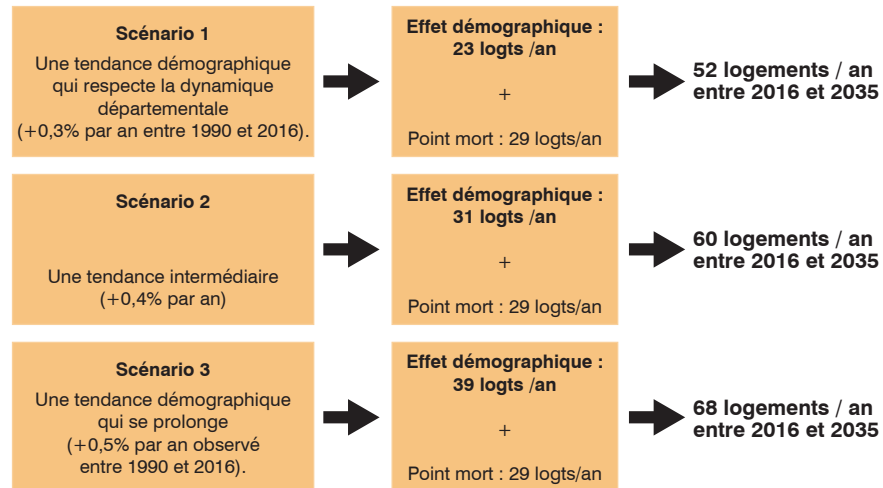 Scénario 1
Une tendance démographique
qui respecte la dynamique
départementale
(+0,3% par an entre 1990 et 2016).
Effet démographique :
23 logts /an
+
Point mort : 29 logts/an
52 logements / an
entre 2016 et 2035
Scénario 2
Une tendance intermédiaire
(+0,4% par an)
Effet démographique :
31 logts /an
+
Point mort : 29 logts/an
60 logements / an
entre 2016 et 2035
Scénario 3
Une tendance démographique
qui se prolonge
(+0,5% par an observé
entre 1990 et 2016).
Effet démographique :
39 logts /an
+
Point mort : 29 logts/an
68 logements / an
entre 2016 et 2035